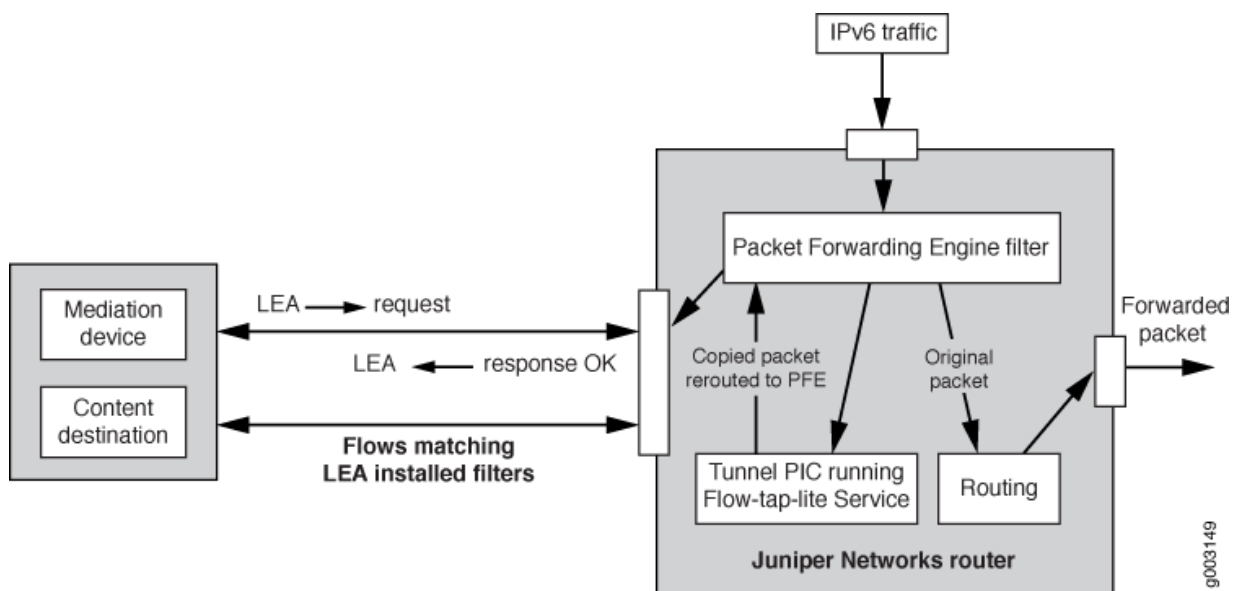 IPv6 traffic
Packet Forwarding Engine filter
Mediation
device
Content
destination
LEA request
LEA response OK
Flows matching
LEA installed filters
Copied packet
rerouted to PFE
Original
packet
Forwarded
packet
Tunnel PIC running
Flow-tap-lite Service
Routing
Juniper Networks router
g003149